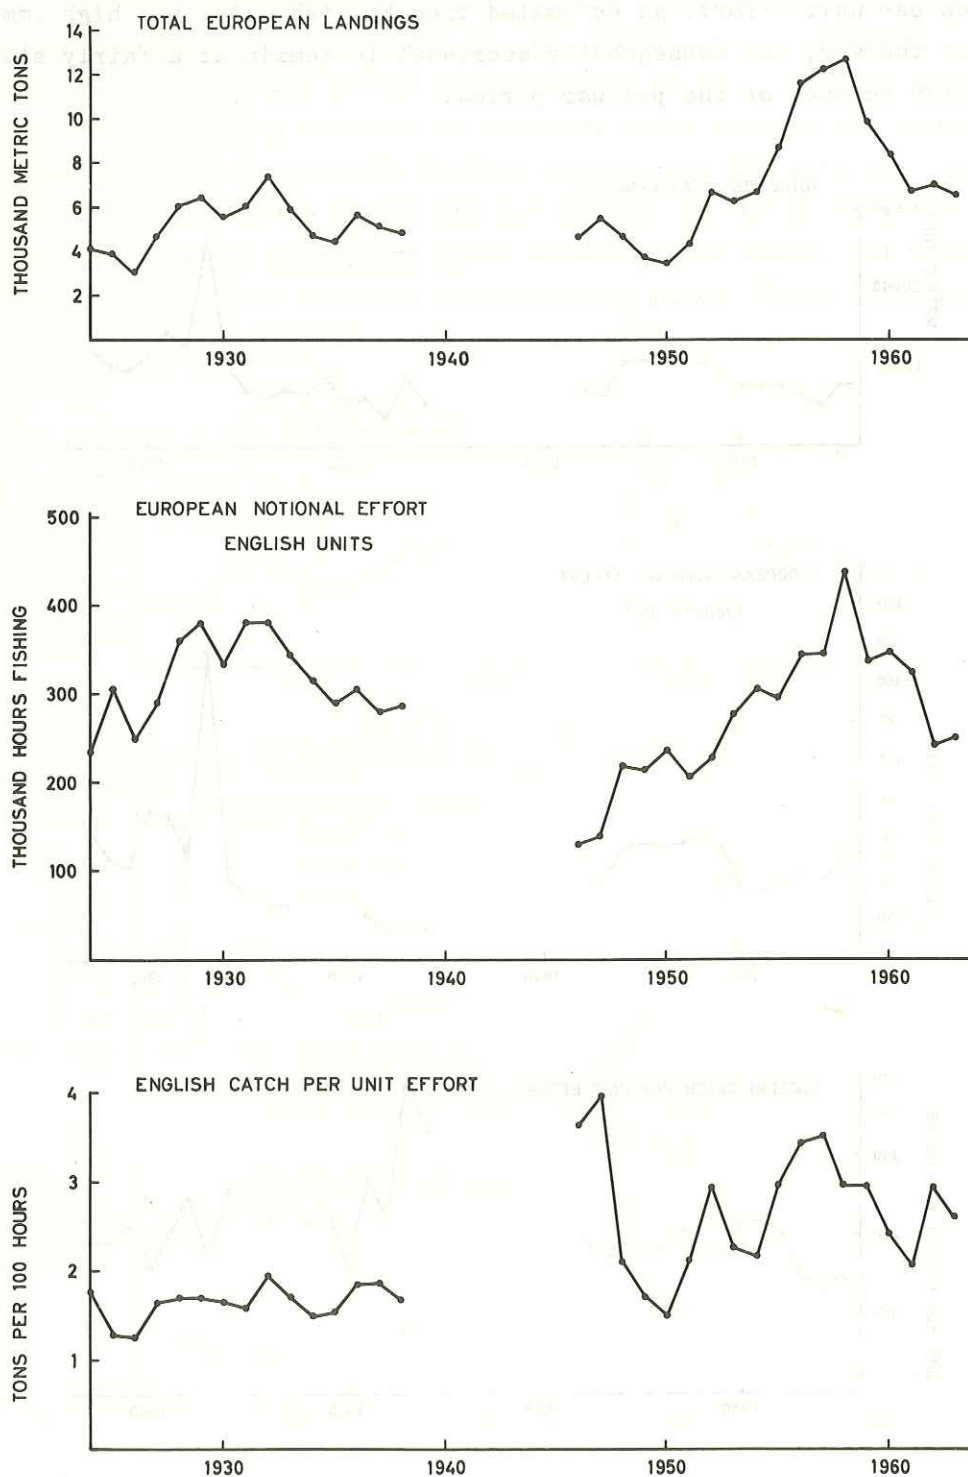 TOTAL EUROPEAN LANDINGS
THOUSAND METRIC TONS
14
12
10
8
6
4
2
1930 1940 1950 1960
EUROPEAN NOTIONAL EFFORT
ENGLISH UNITS
THOUSAND HOURS FISHING
500
400
300
200
100
1930 1940 1950 1960
ENGLISH CATCH PER UNIT EFFORT
TONS PER 100 HOURS
4
3
2
1
1930 1940 1950 1960